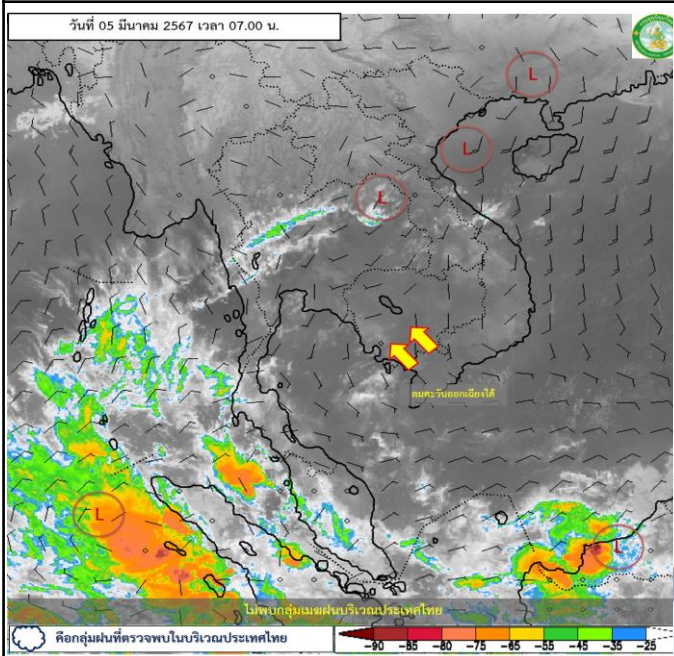 วันที่ 05 มีนาคม 2567 เวลา 07.00 น.
L
L
L
ลมตะวันออกเฉียงใต้
L
L
ไม่พบกลุ่มเมฆฝนบริเวณประเทศไทย
คือกลุ่มฝนที่ตรวจพบในบริเวณประเทศไทย
-90 -85 -80 -75 -65 -55 -45 -35 -25